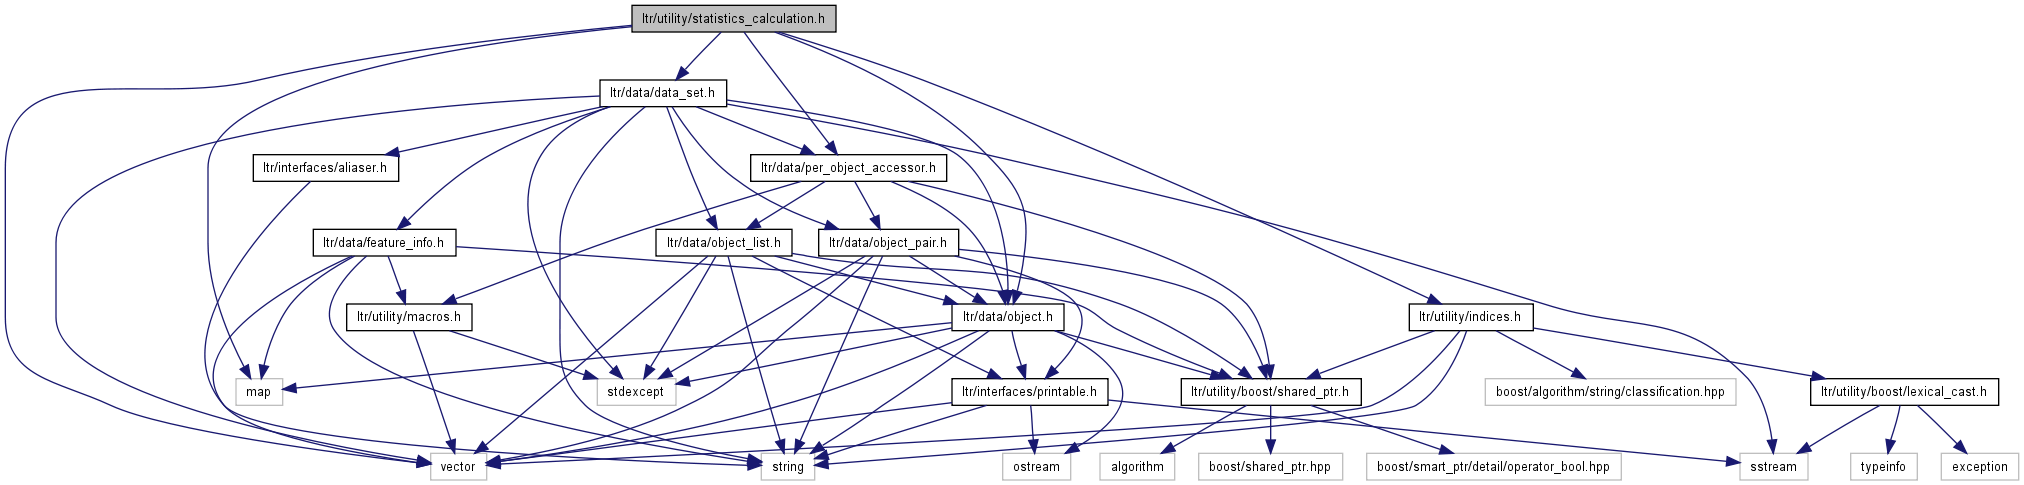 ltr/utility/statistics_calculation.h
ltr/data/data_set.h
ltr/interfaces/aliaser.h
ltr/data/per_object_accessor.h
ltr/data/feature_info.h
ltr/data/object_list.h
ltr/data/object_pair.h
ltr/utility/macros.h
ltr/data/object.h
ltr/utility/indices.h
map
stdexcept
ltr/interfaces/printable.h
ltr/utility/boost/shared_ptr.h
boost/algorithm/string/classification.hpp
ltr/utility/boost/lexical_cast.h
vector
string
ostream
algorithm
boost/shared_ptr.hpp
boost/smart_ptr/detail/operator_bool.hpp
sstream
typeinfo
exception